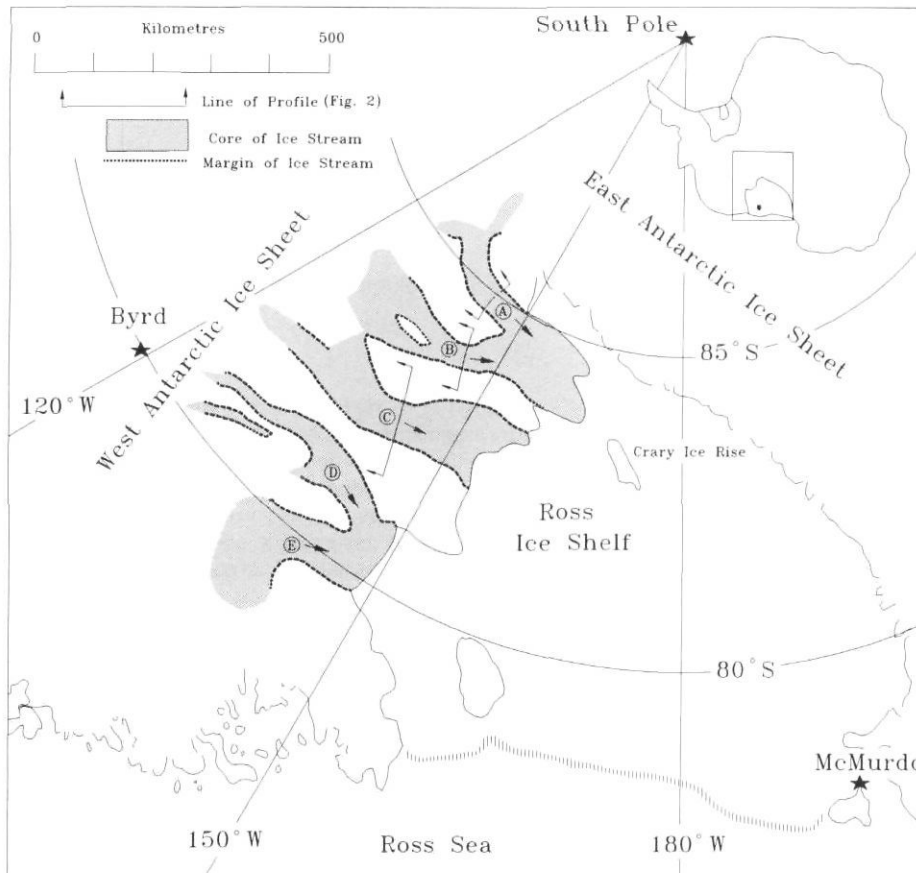 Kilometres
0 500
South Pole
Line of Profile (Fig. 2)
Core of Ice Stream
Margin of Ice Stream
East Antarctic Ice Sheet
West Antarctic Ice Sheet
Byrd
A
B
85°S
120°W
C
Crary Ice Rise
D
Ross
Ice Shelf
E
80°S
McMurdo
150°W
Ross Sea
180°W